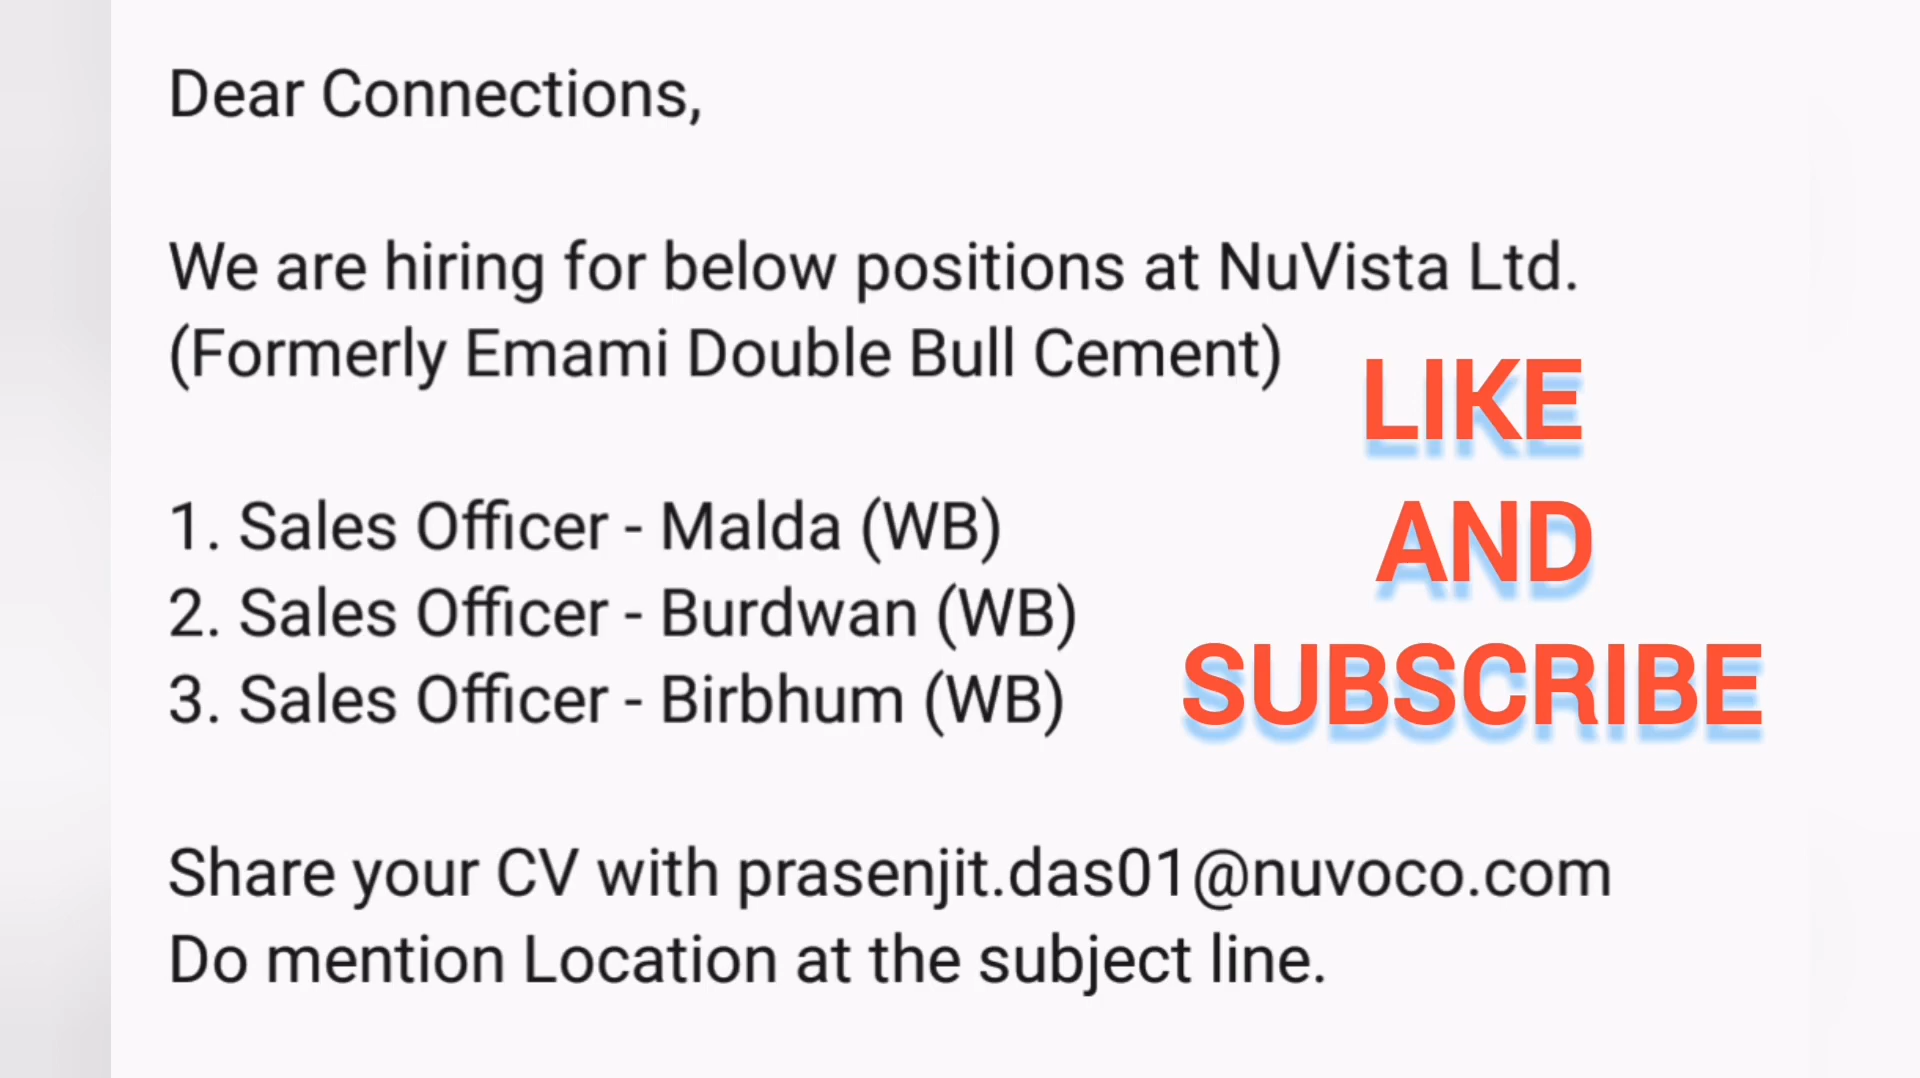 Dear Connections,
We are hiring for below positions at NuVista Ltd.
(Formerly Emami Double Bull Cement)
1. Sales Officer - Malda (WB)
2. Sales Officer - Burdwan (WB)
3. Sales Officer - Birbhum (WB)
Share your CV with prasenjit.das01@nuvoco.com
Do mention Location at the subject line.
LIKE
AND
SUBSCRIBE